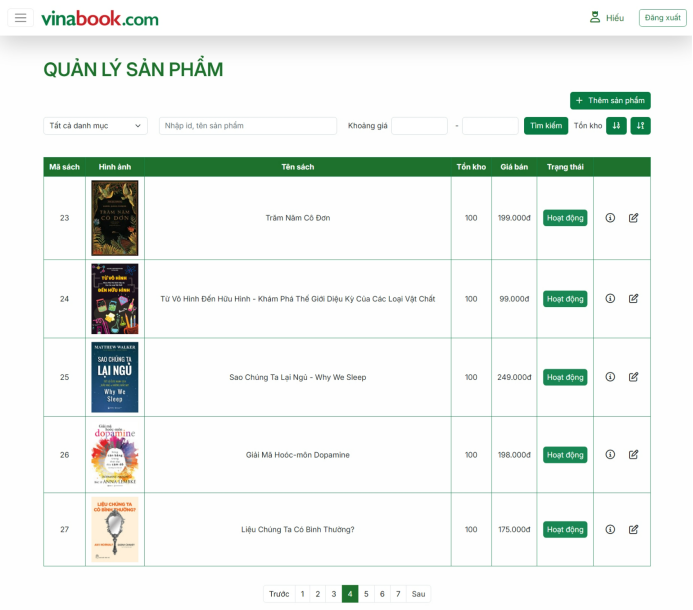 vinabook.com
Hiếu
Đăng xuất
QUẢN LÝ SẢN PHẨM
+ Thêm sản phẩm
Tất cả danh mục
Nhập id, tên sản phẩm
Khoảng giá
-
Tìm kiếm
Tồn kho
Mã sách Hình ảnh Tên sách Tồn kho Giá bán Trạng thái
23
TRĂM NĂM
CÔ ĐƠN
Trăm Năm Cô Đơn 100 199.000đ Hoạt động
24
TỪ VÔ HÌNH
ĐẾN HỮU HÌNH
Từ Vô Hình Đến Hữu Hình - Khám Phá Thế Giới Diệu Kỳ Của Các Loại Vật Chất 100 99.000đ Hoạt động
25
MATTHEW WALKER
SAO CHÚNG TA
LẠI NGỦ
Why We
Sleep
Sao Chúng Ta Lại Ngủ - Why We Sleep 100 249.000đ Hoạt động
26
Giải mã
hoóc-môn
dopamine
ANNA LEMBKE
Giải Mã Hoóc-môn Dopamine 100 198.000đ Hoạt động
27
LIỆU CHÚNG TA
CÓ BÌNH THƯỜNG?
Liệu Chúng Ta Có Bình Thường? 100 175.000đ Hoạt động
Trước 1 2 3 4 5 6 7 Sau